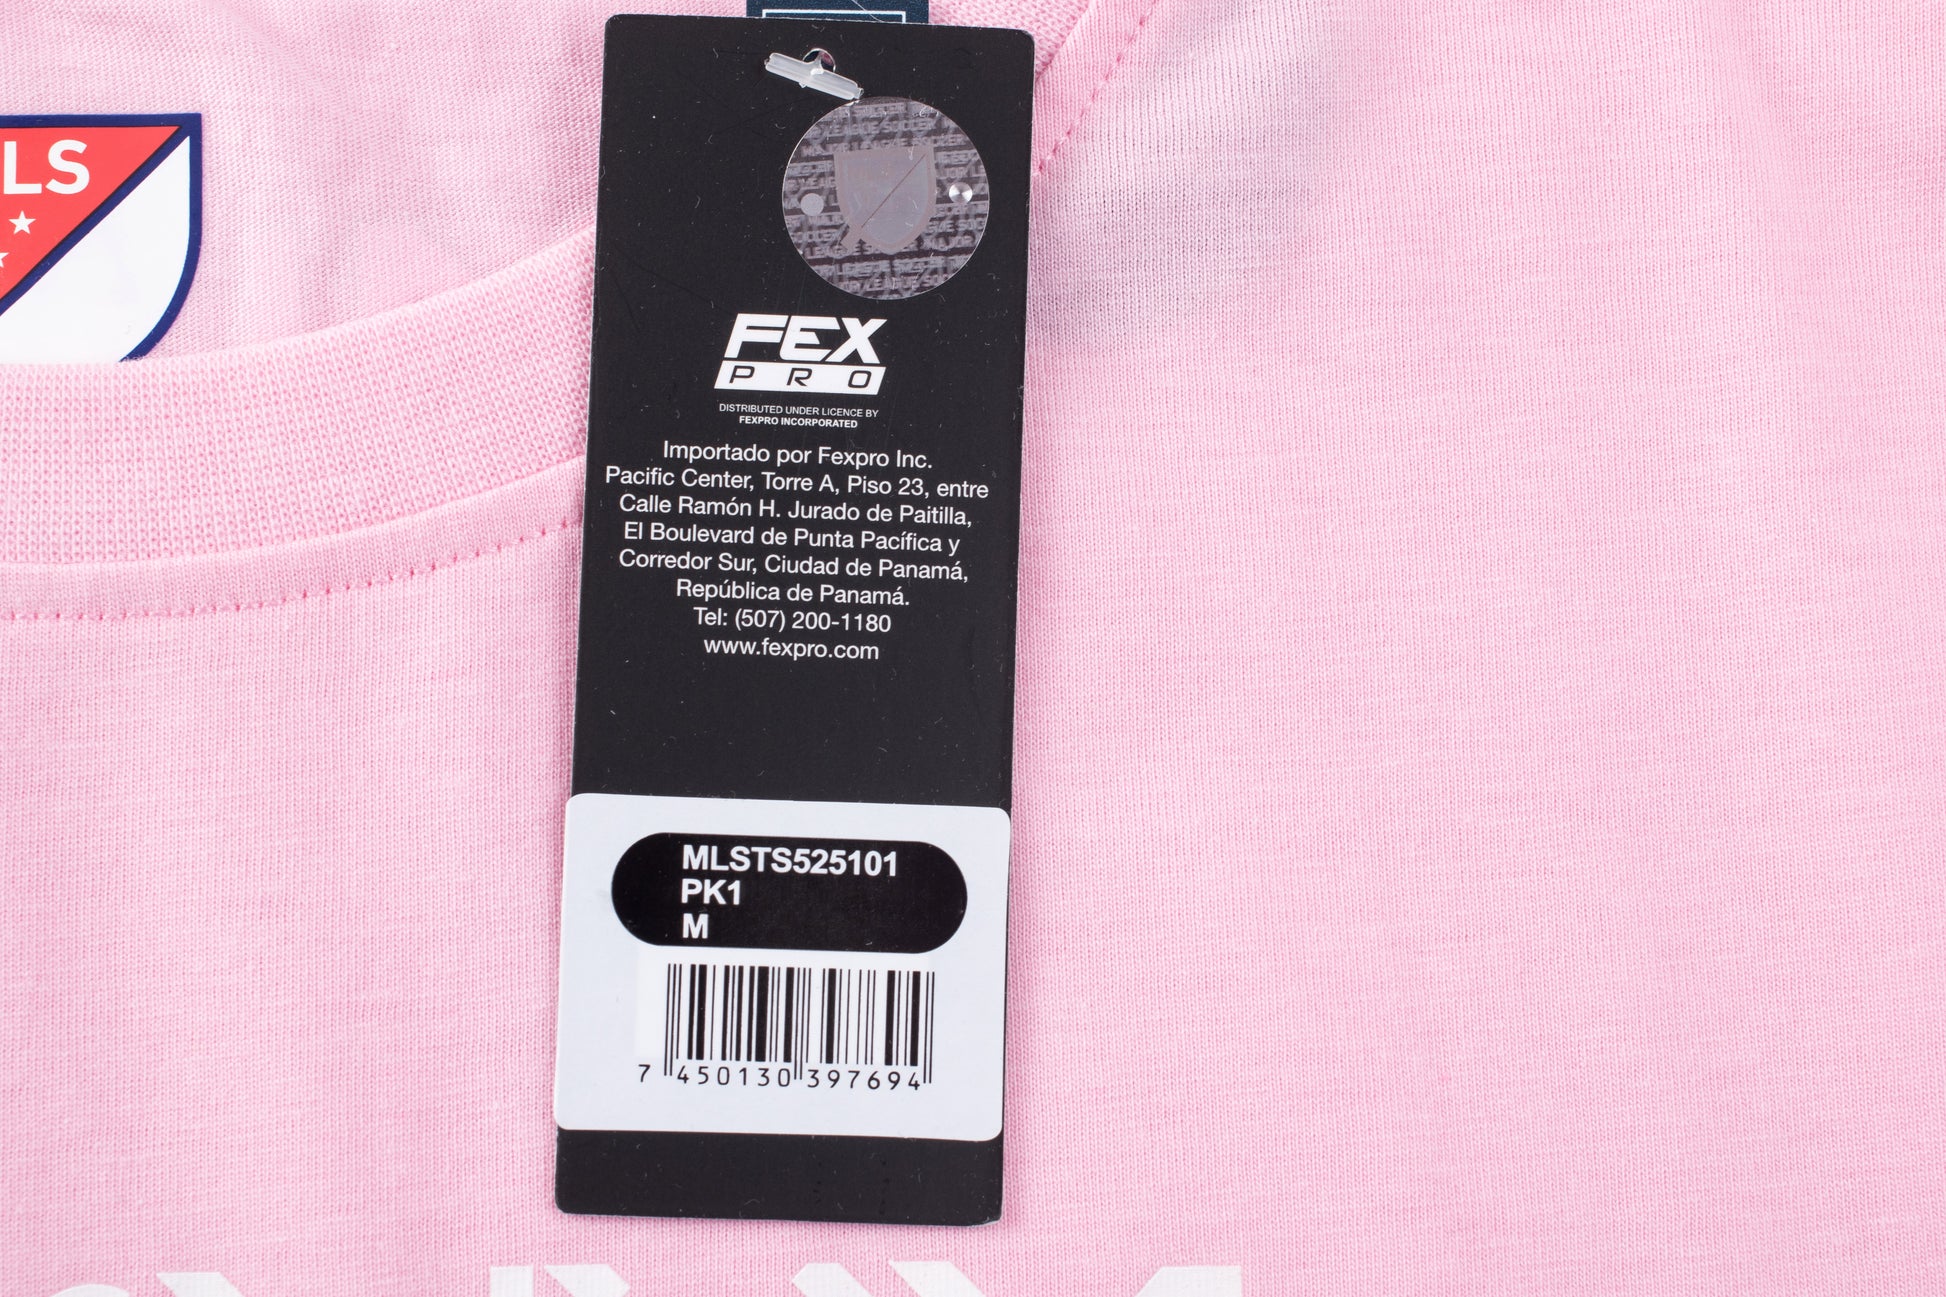 LS
FEX
PRO
DISTRIBUTED UNDER LICENCE BY
FEXPRO INCORPORATED
Importado por Fexpro Inc.
Pacific Center, Torre A, Piso 23, entre
Calle Ramón H. Jurado de Paitilla,
El Boulevard de Punta Pacífica y
Corredor Sur, Ciudad de Panamá,
República de Panamá.
Tel: (507) 200-1180
www.fexpro.com
MLSTS525101
PK1
M
7 450130 397694